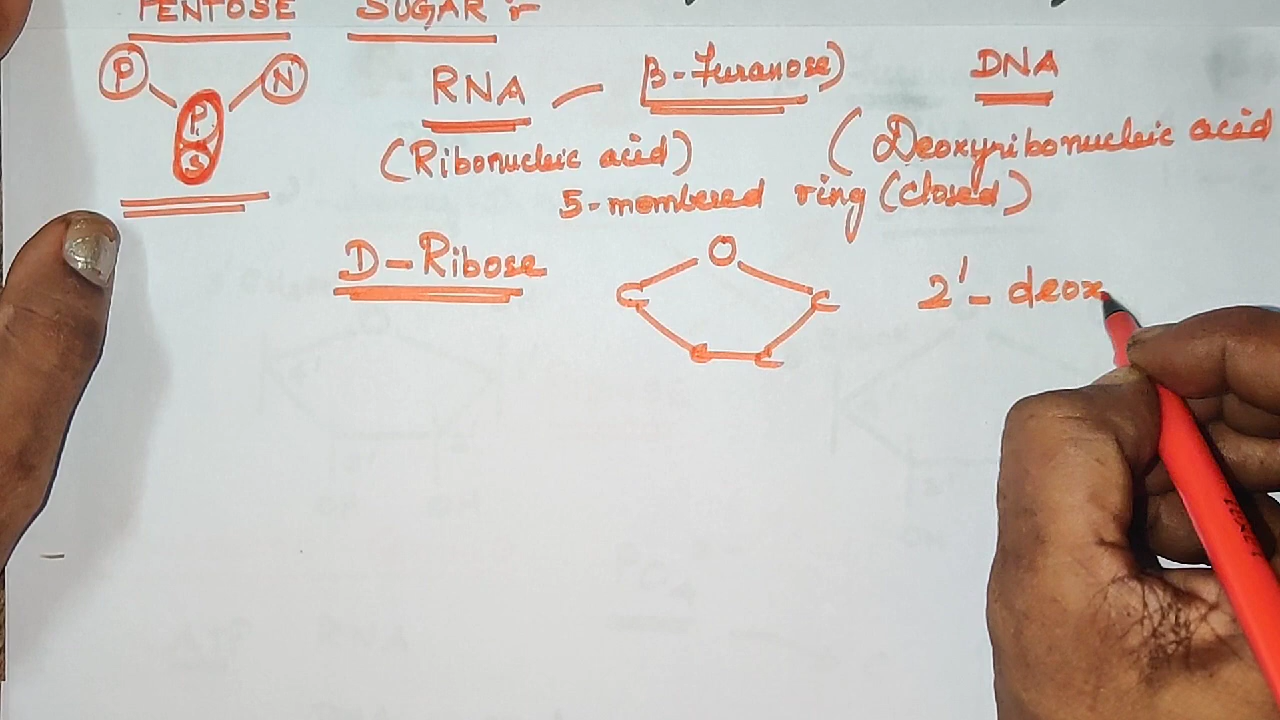 PENTOSE SUGAR :-
P N
P
S
RNA β-Furanose) DNA
(Ribonucleic acid) (Deoxyribonucleic acid
5-membered ring (closed)
D-Ribose
O
C C
C C
2'- deox